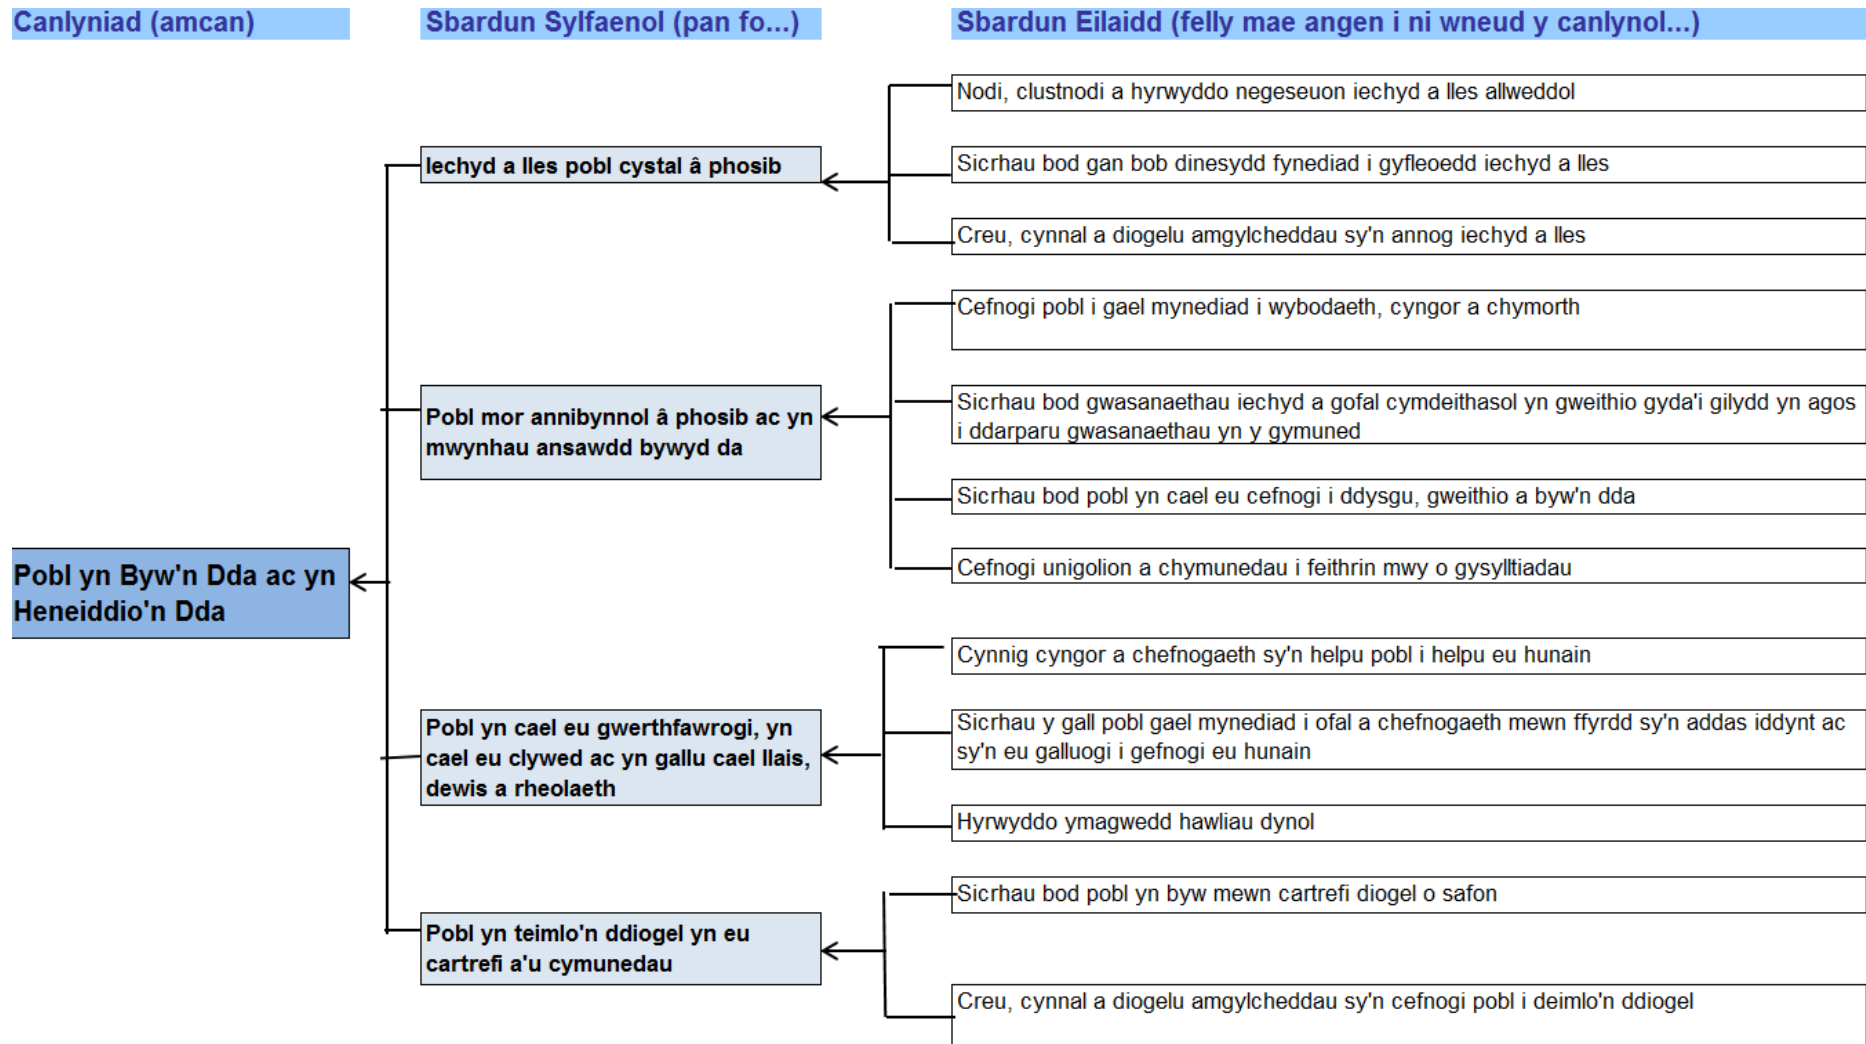 Canlyniad (amcan)
Sbardun Sylfaenol (pan fo...)
Sbardun Eilaidd (felly mae angen i ni wneud y canlynol...)
Pobl yn Byw'n Dda ac yn
Heneiddio'n Dda
Iechyd a lles pobl cystal â phosib
Nodi, clustnodi a hyrwyddo negeseuon iechyd a lles allweddol
Sicrhau bod gan bob dinesydd fynediad i gyfleoedd iechyd a lles
Creu, cynnal a diogelu amgylcheddau sy'n annog iechyd a lles
Pobl mor annibynnol â phosib ac yn
mwynhau ansawdd bywyd da
Cefnogi pobl i gael mynediad i wybodaeth, cyngor a chymorth
Sicrhau bod gwasanaethau iechyd a gofal cymdeithasol yn gweithio gyda'i gilydd yn agos
i ddarparu gwasanaethau yn y gymuned
Sicrhau bod pobl yn cael eu cefnogi i ddysgu, gweithio a byw'n dda
Cefnogi unigolion a chymunedau i feithrin mwy o gysylltiadau
Pobl yn cael eu gwerthfawrogi, yn
cael eu clywed ac yn gallu cael llais,
dewis a rheolaeth
Cynnig cyngor a chefnogaeth sy'n helpu pobl i helpu eu hunain
Sicrhau y gall pobl gael mynediad i ofal a chefnogaeth mewn ffyrdd sy'n addas iddynt ac
sy'n eu galluogi i gefnogi eu hunain
Hyrwyddo ymagwedd hawliau dynol
Pobl yn teimlo'n ddiogel yn eu
cartrefi a'u cymunedau
Sicrhau bod pobl yn byw mewn cartrefi diogel o safon
Creu, cynnal a diogelu amgylcheddau sy'n cefnogi pobl i deimlo'n ddiogel